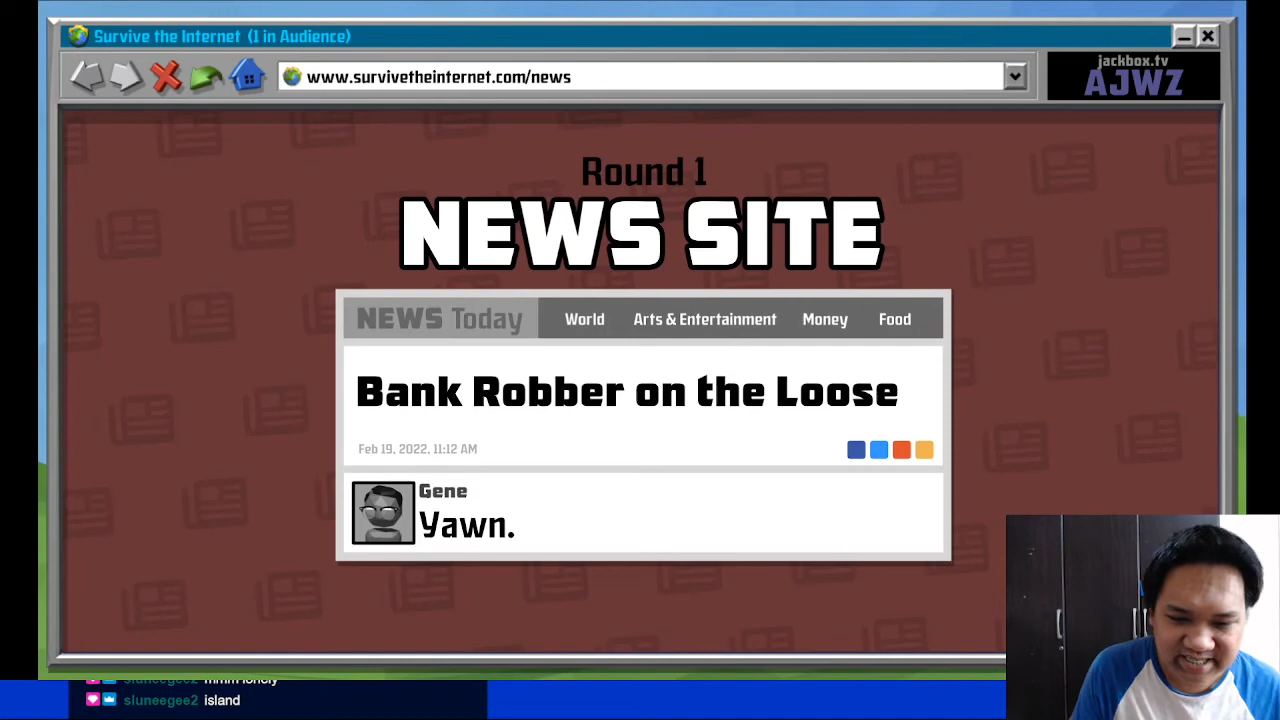 Survive the Internet (1 in Audience)
www.survivetheinternet.com/news
jackbox.tv
AJWZ
Round 1
NEWS SITE
NEWS Today World Arts & Entertainment Money Food
Bank Robber on the Loose
Feb 19, 2022, 11:12 AM
Gene
Yawn.
sluneegee2 mmm lonely
sluneegee2 island